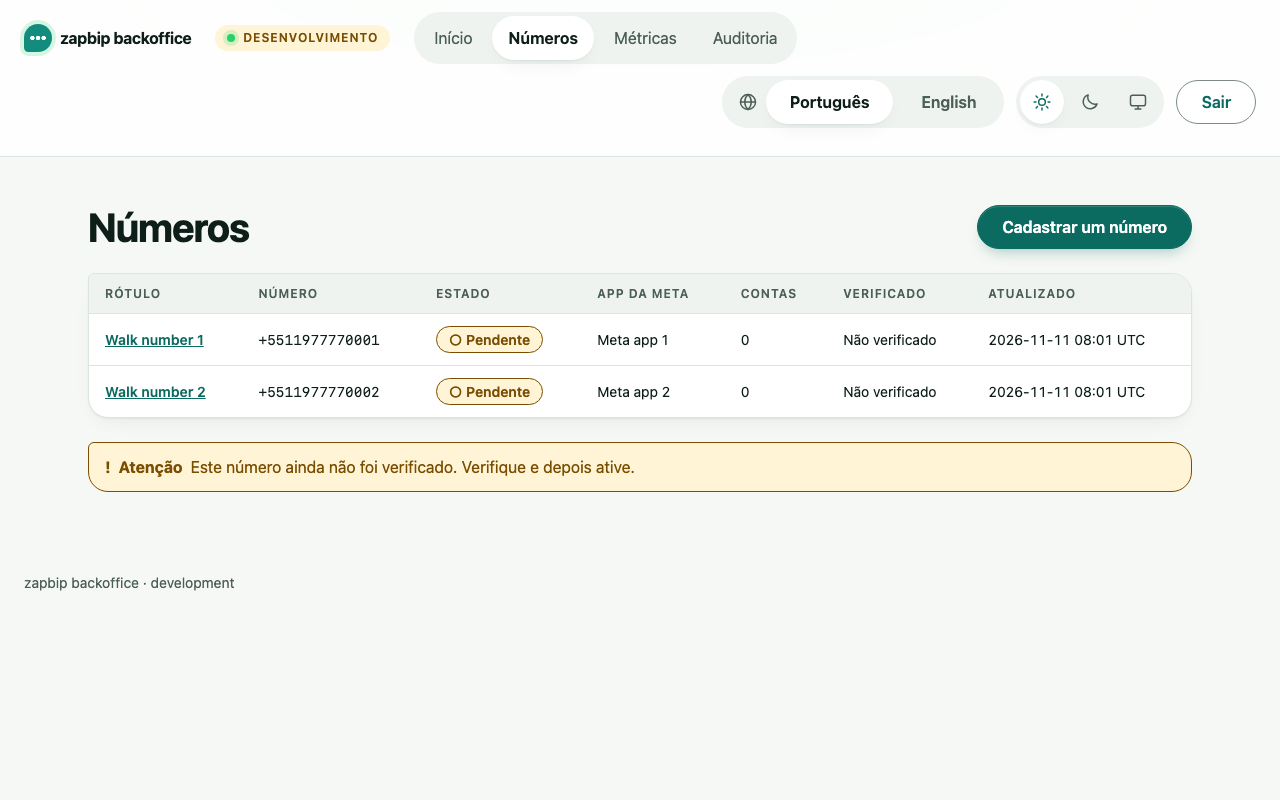 zapbip backoffice DESENVOLVIMENTO Início Números Métricas Auditoria
Português English Sair
Números Cadastrar um número
RÓTULO NÚMERO ESTADO APP DA META CONTAS VERIFICADO ATUALIZADO
Walk number 1 +5511977770001 Pendente Meta app 1 0 Não verificado 2026-11-11 08:01 UTC
Walk number 2 +5511977770002 Pendente Meta app 2 0 Não verificado 2026-11-11 08:01 UTC
! Atenção Este número ainda não foi verificado. Verifique e depois ative.
zapbip backoffice · development